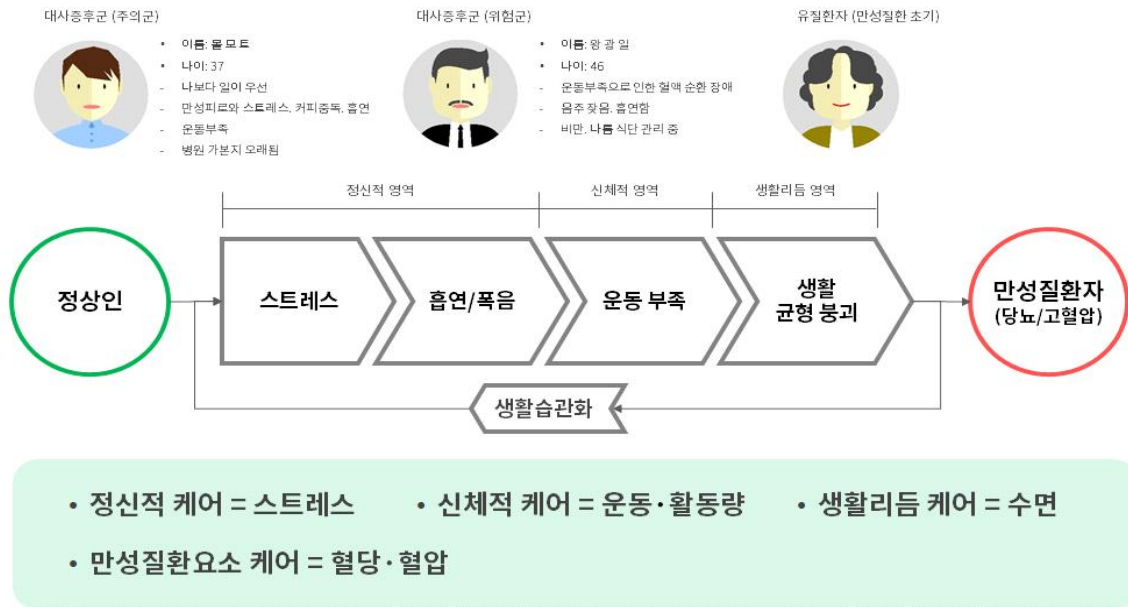 대사증후군 (주의군)
• 이름: 몰 모 트
• 나이: 37
- 나보다 일이 우선
- 만성피로와 스트레스, 커피중독, 흡연
- 운동부족
- 병원 가본지 오래됨
대사증후군 (위험군)
• 이름: 왕 광 일
• 나이: 46
- 운동부족으로 인한 혈액 순환 장애
- 음주 잦음, 흡연함
- 비만, 나름 식단 관리 중
유질환자 (만성질환 초기)
정신적 영역
신체적 영역
생활리듬 영역
정상인
스트레스
흡연/폭음
운동 부족
생활
균형 붕괴
만성질환자
(당뇨/고혈압)
생활습관화
• 정신적 케어 = 스트레스
• 신체적 케어 = 운동·활동량
• 생활리듬 케어 = 수면
• 만성질환요소 케어 = 혈당·혈압